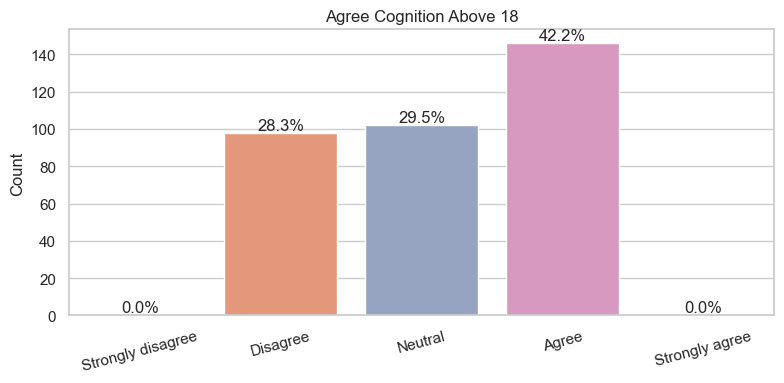 Agree Cognition Above 18
42.2%
140
120
29.5%
28.3%
100
Count
80
60
40
20
0.0%
0.0%
0
Strongly disagree
Disagree
Neutral
Agree
Strongly agree